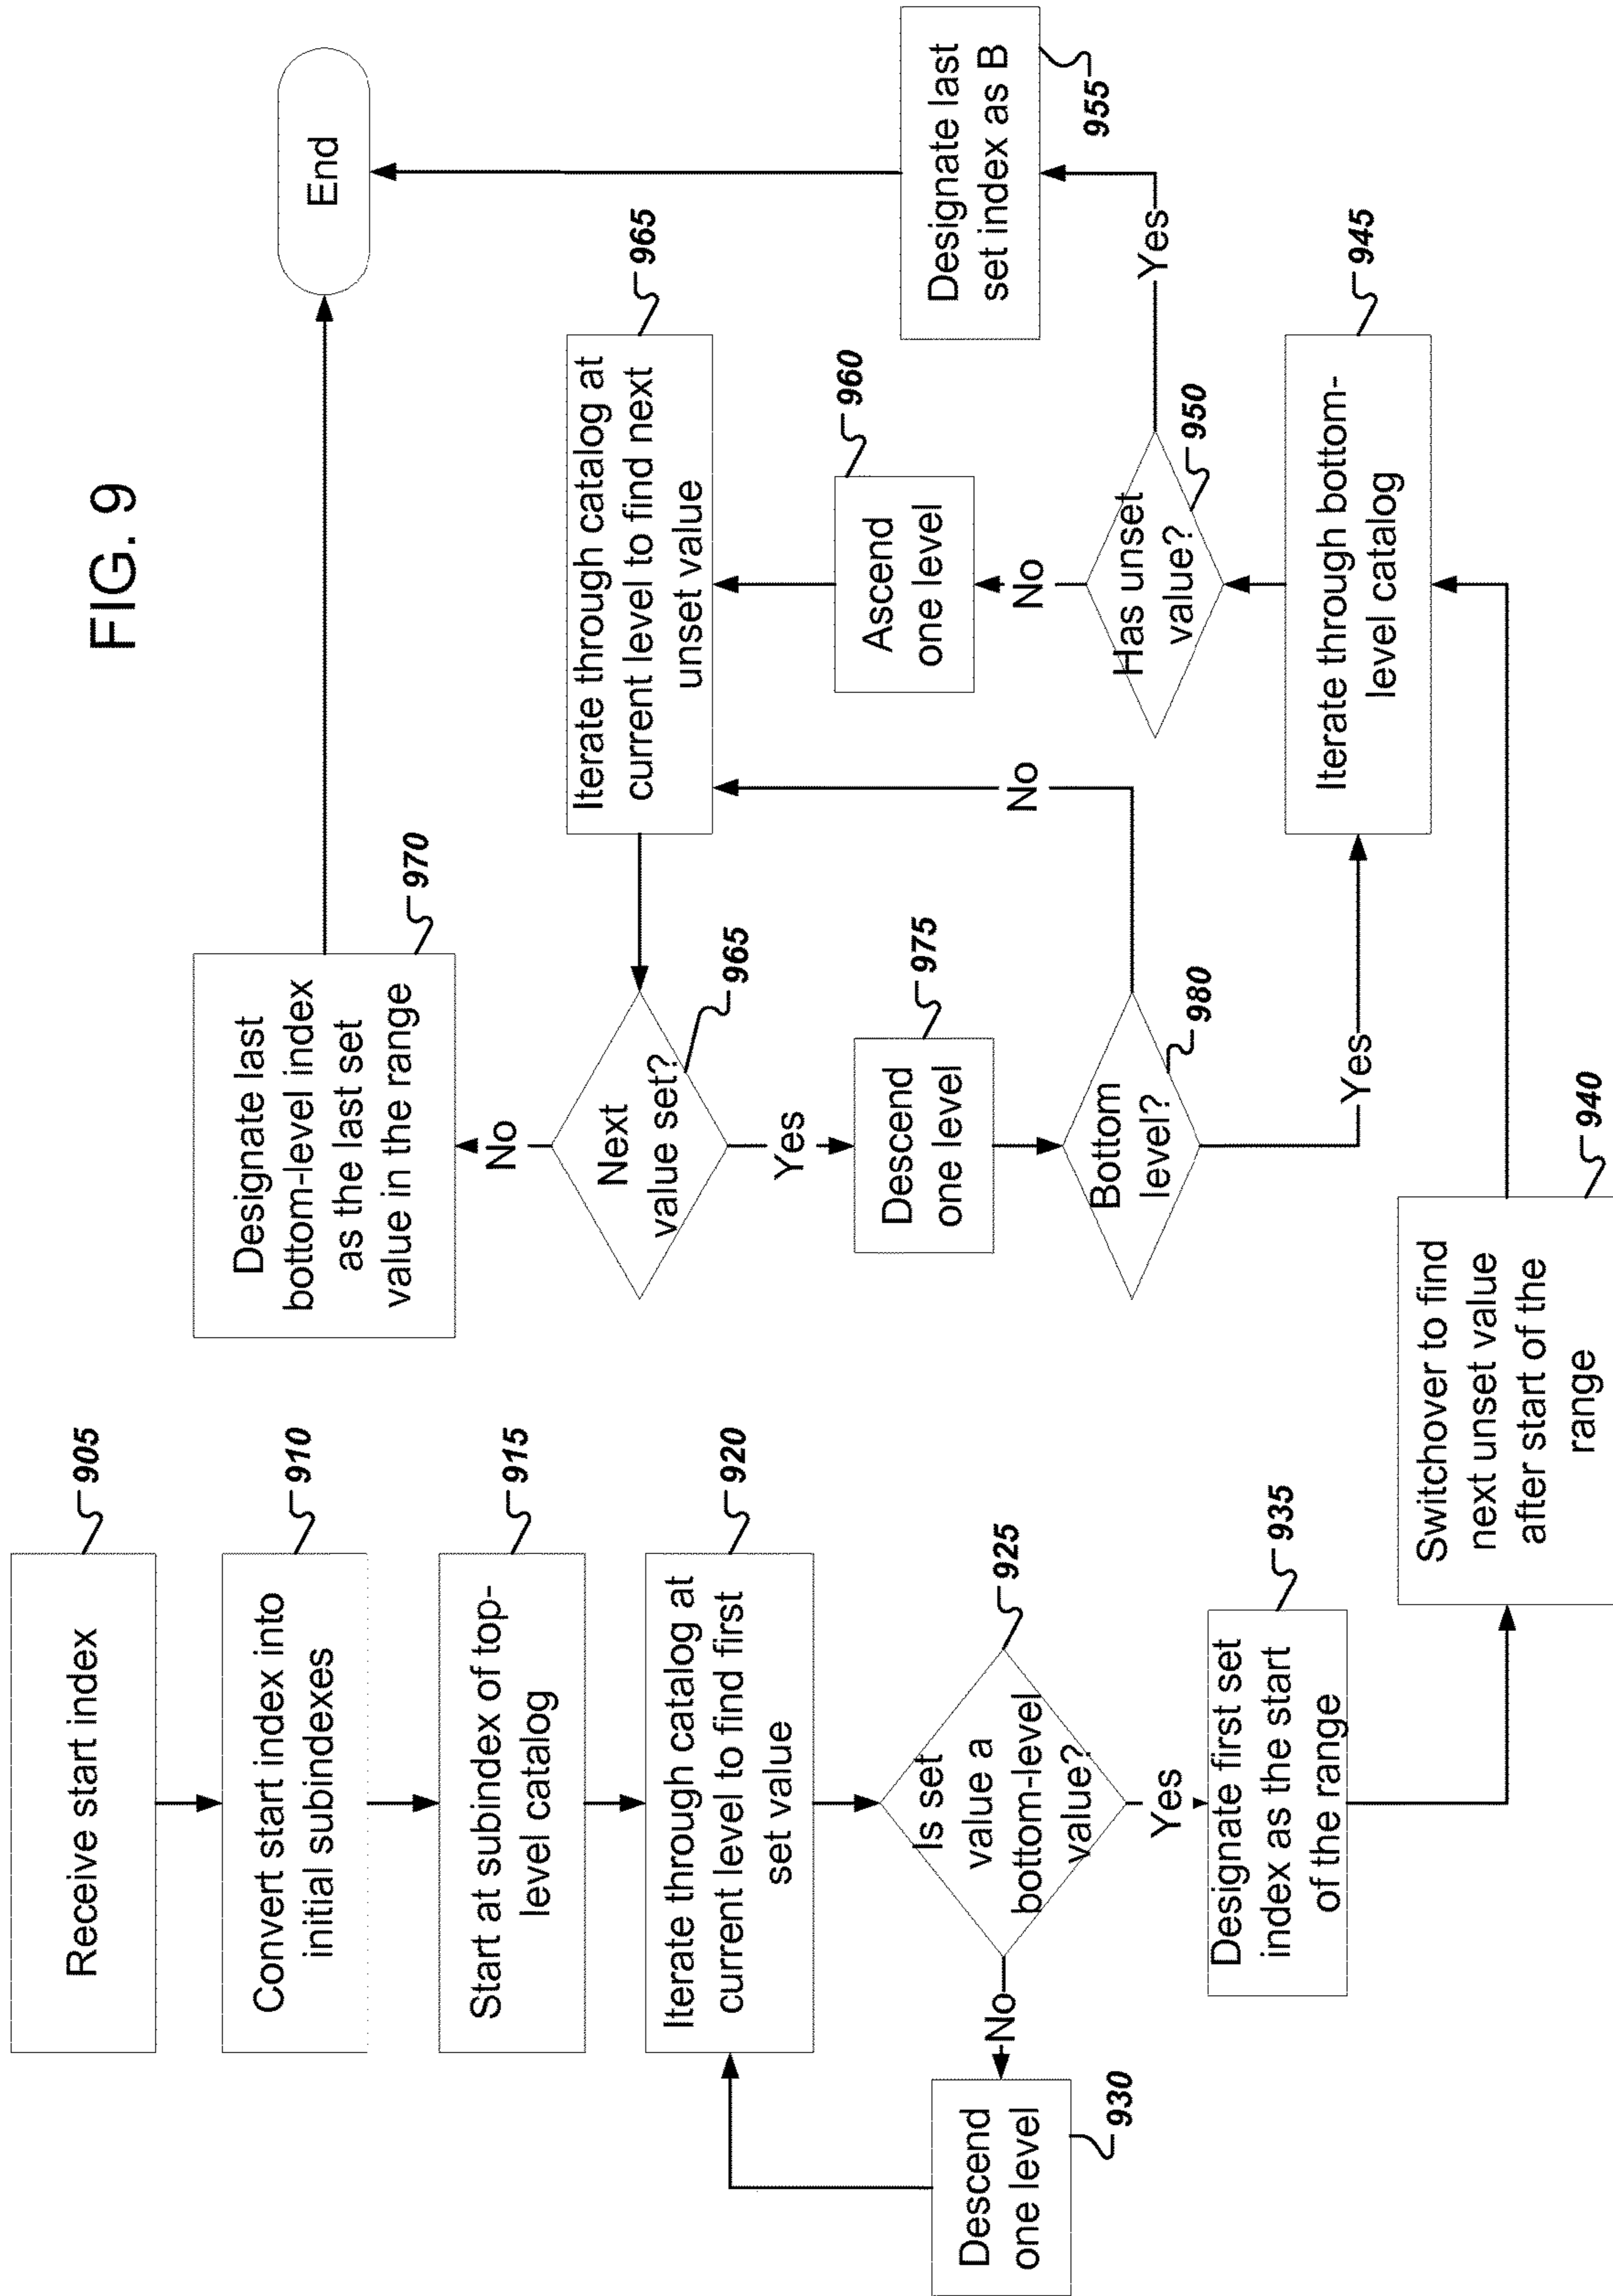 FIG. 9
Receive start index
905
Convert start index into
initial subindexes
910
Start at subindex of top-
level catalog
915
Iterate through catalog at
current level to find first
set value
920
Is set
value a
bottom-level
value?
925
No
Descend
one level
930
Yes
Designate first set
index as the start
of the range
935
Switchover to find
next unset value
after start of the
range
940
Iterate through bottom-
level catalog
945
Has unset
value?
950
Yes
Designate last
set index as B
955
No
Ascend
one level
960
Iterate through catalog at
current level to find next
unset value
965
Next
value set?
965
No
Designate last
bottom-level index
as the last set
value in the range
970
Yes
Descend
one level
975
Bottom
level?
980
No
Yes
End